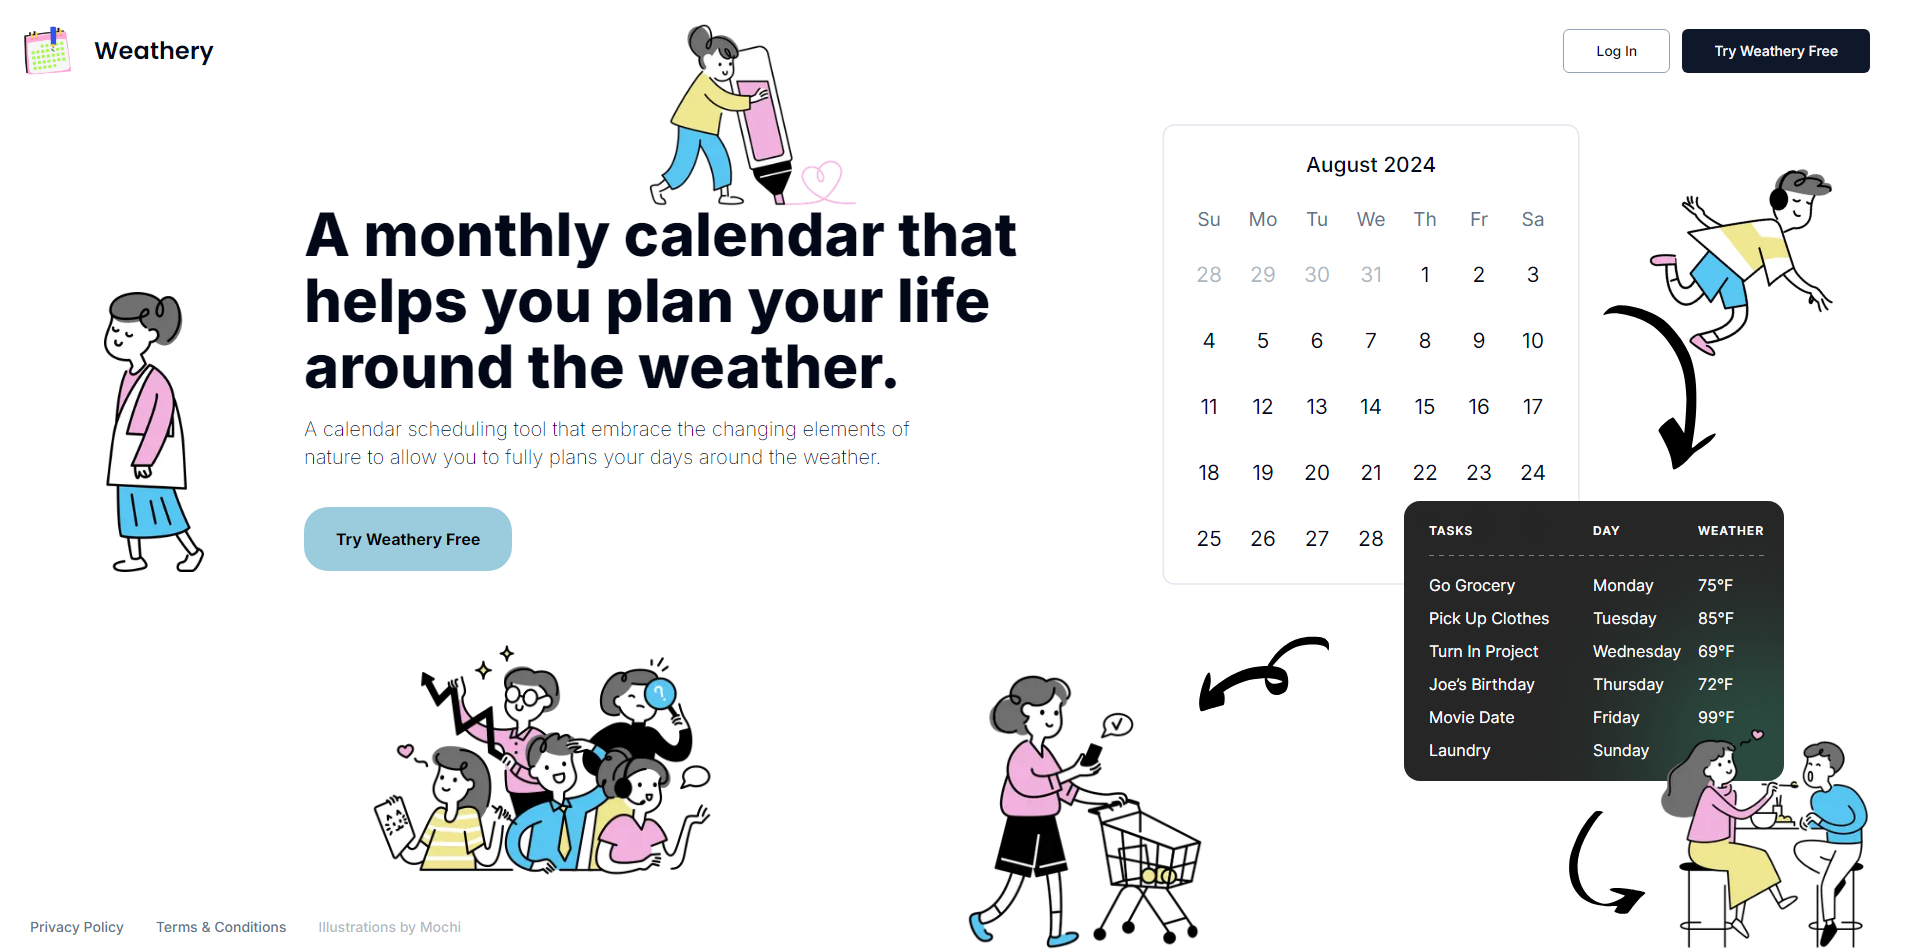 Weathery
Log In
Try Weathery Free
A monthly calendar that
helps you plan your life
around the weather.
A calendar scheduling tool that embrace the changing elements of
nature to allow you to fully plans your days around the weather.
Try Weathery Free
August 2024
Su Mo Tu We Th Fr Sa
28 29 30 31 1 2 3
4 5 6 7 8 9 10
11 12 13 14 15 16 17
18 19 20 21 22 23 24
25 26 27 28
TASKS DAY WEATHER
Go Grocery Monday 75°F
Pick Up Clothes Tuesday 85°F
Turn In Project Wednesday 69°F
Joe's Birthday Thursday 72°F
Movie Date Friday 99°F
Laundry Sunday
?
Privacy Policy Terms & Conditions Illustrations by Mochi